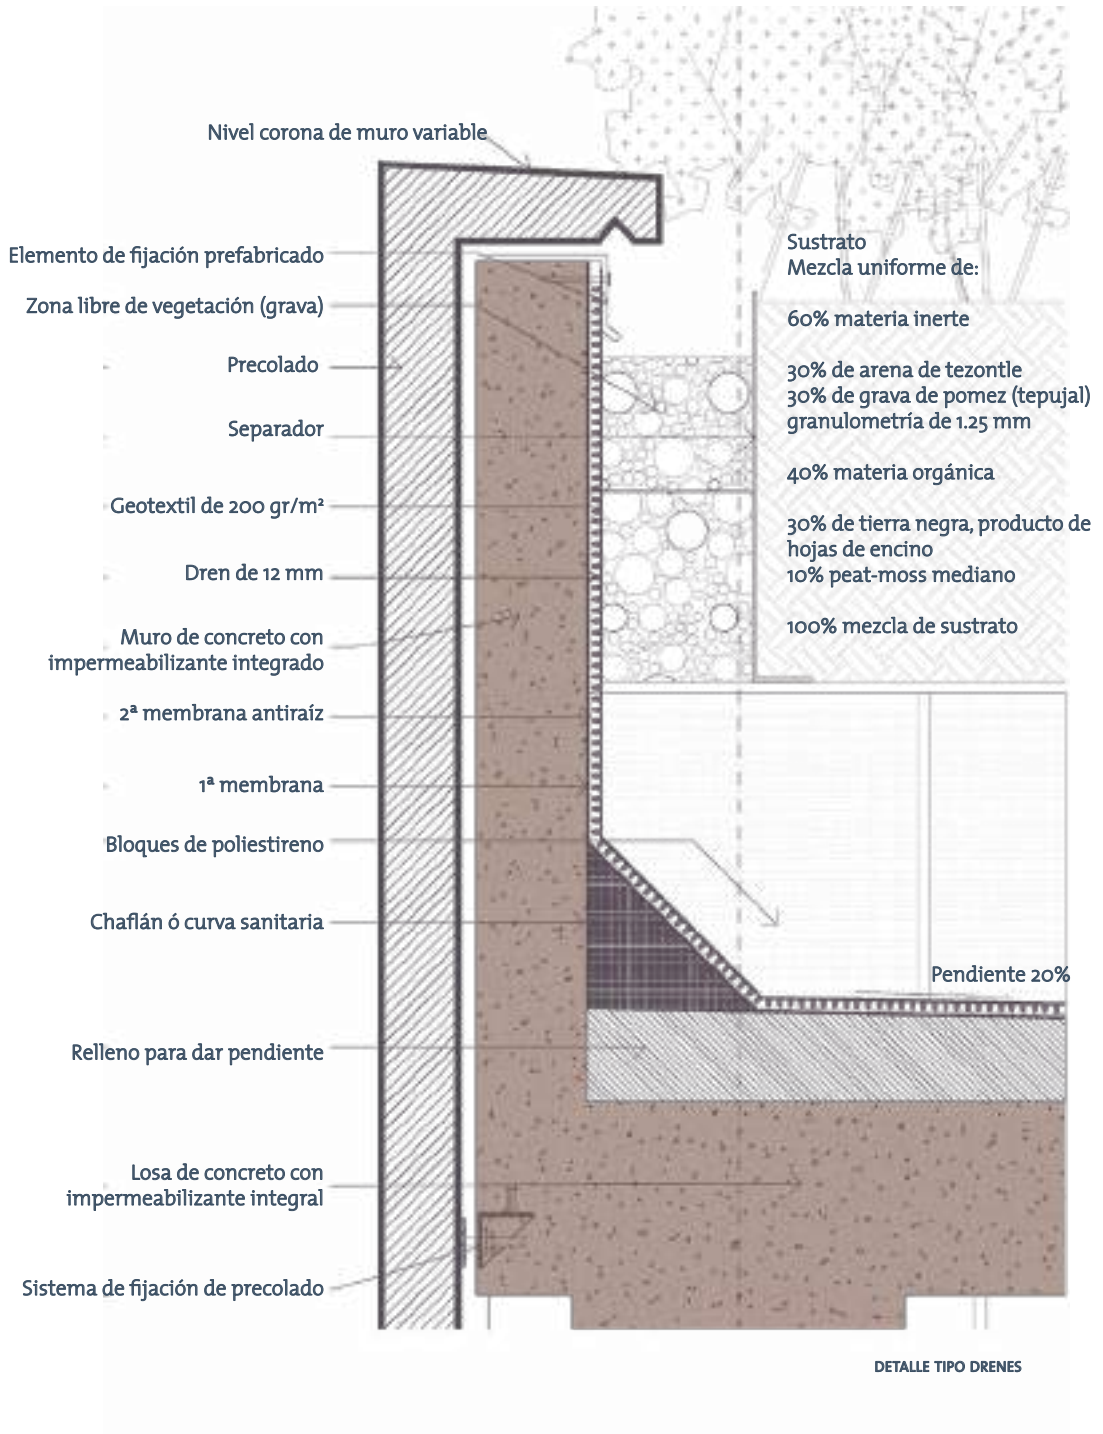 Nivel corona de muro variable
Elemento de fijación prefabricado
Zona libre de vegetación (grava)
Precolado
Separador
Geotextil de 200 gr/m²
Dren de 12 mm
Muro de concreto con
impermeabilizante integrado
2ª membrana antiraíz
1ª membrana
Bloques de poliestireno
Chaflán ó curva sanitaria
Relleno para dar pendiente
Losa de concreto con
impermeabilizante integral
Sistema de fijación de precolado
Sustrato
Mezcla uniforme de:
60% materia inerte
30% de arena de tezontle
30% de grava de pomez (tepujal)
granulometría de 1.25 mm
40% materia orgánica
30% de tierra negra, producto de
hojas de encino
10% peat-moss mediano
100% mezcla de sustrato
Pendiente 20%
DETALLE TIPO DRENES